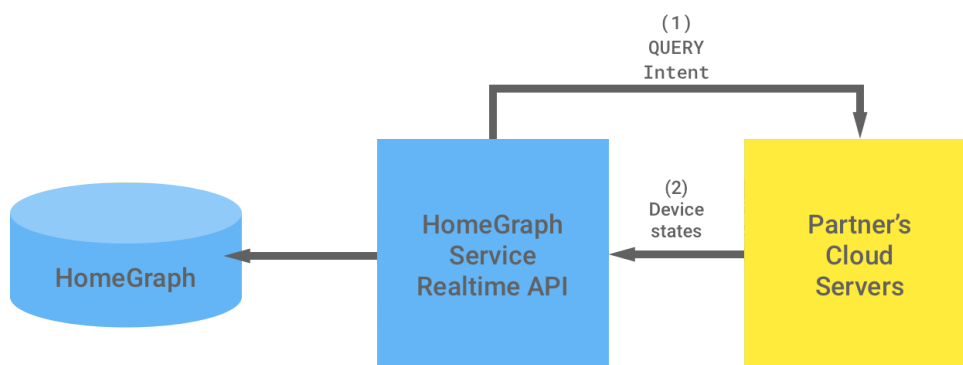 (1)
QUERY
Intent
(2)
Device
states
HomeGraph
HomeGraph
Service
Realtime API
Partner's
Cloud
Servers